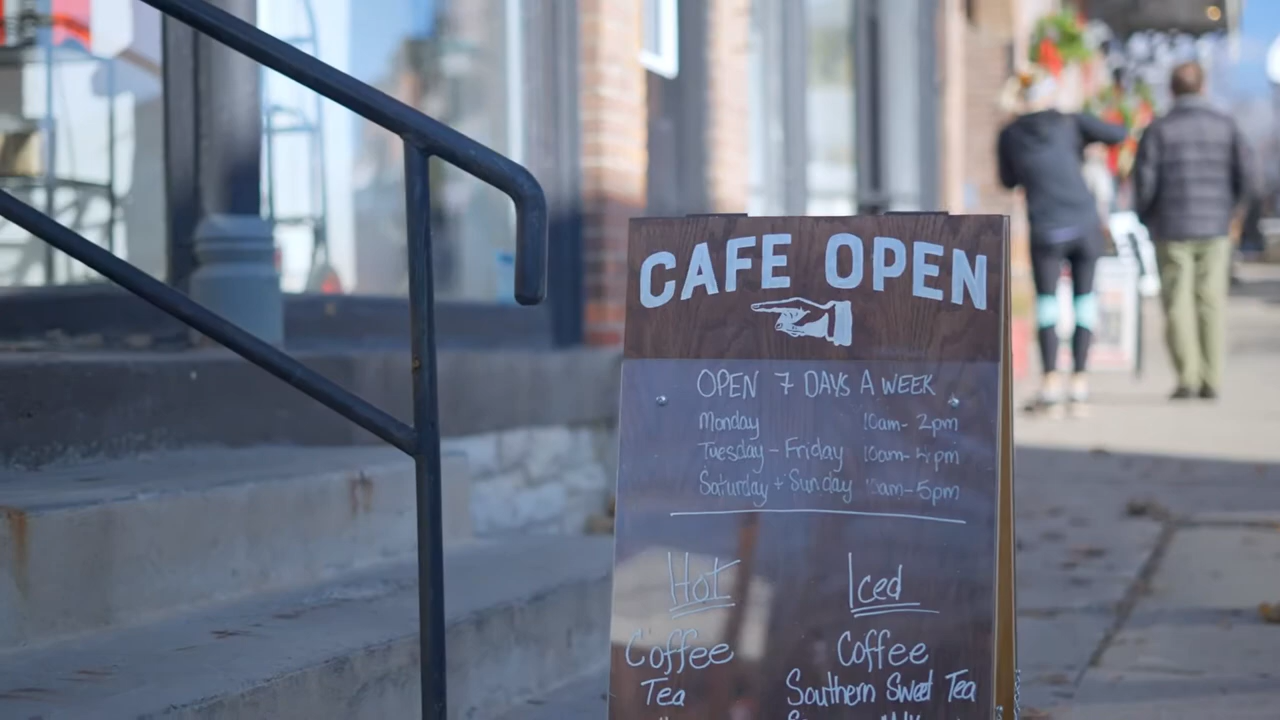 CAFE OPEN
OPEN 7 DAYS A WEEK
Monday 10am-2pm
Tuesday-Friday 10am-4pm
Saturday + Sunday 10am-5pm
Hot Iced
Coffee Coffee
Tea Southern Sweet Tea